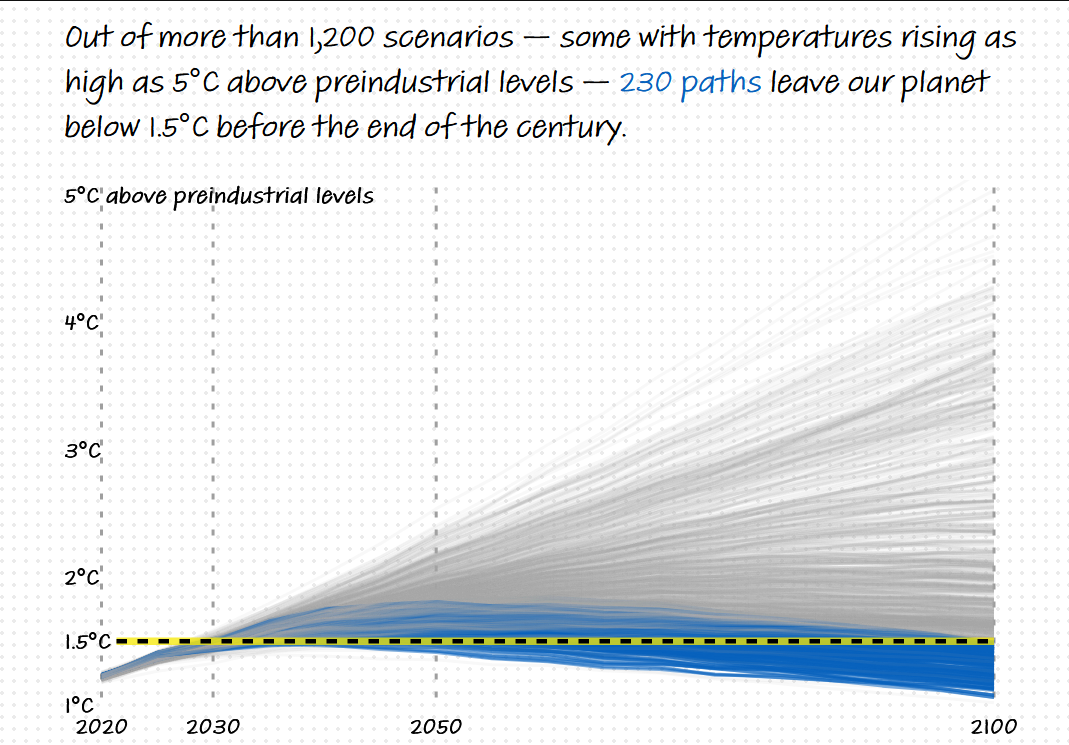 Out of more than 1,200 scenarios — some with temperatures rising as
high as 5°C above preindustrial levels — 230 paths leave our planet
below 1.5°C before the end of the century.
5°C above preindustrial levels
4°C
3°C
2°C
1.5°C
1°C
2020 2030 2050 2100